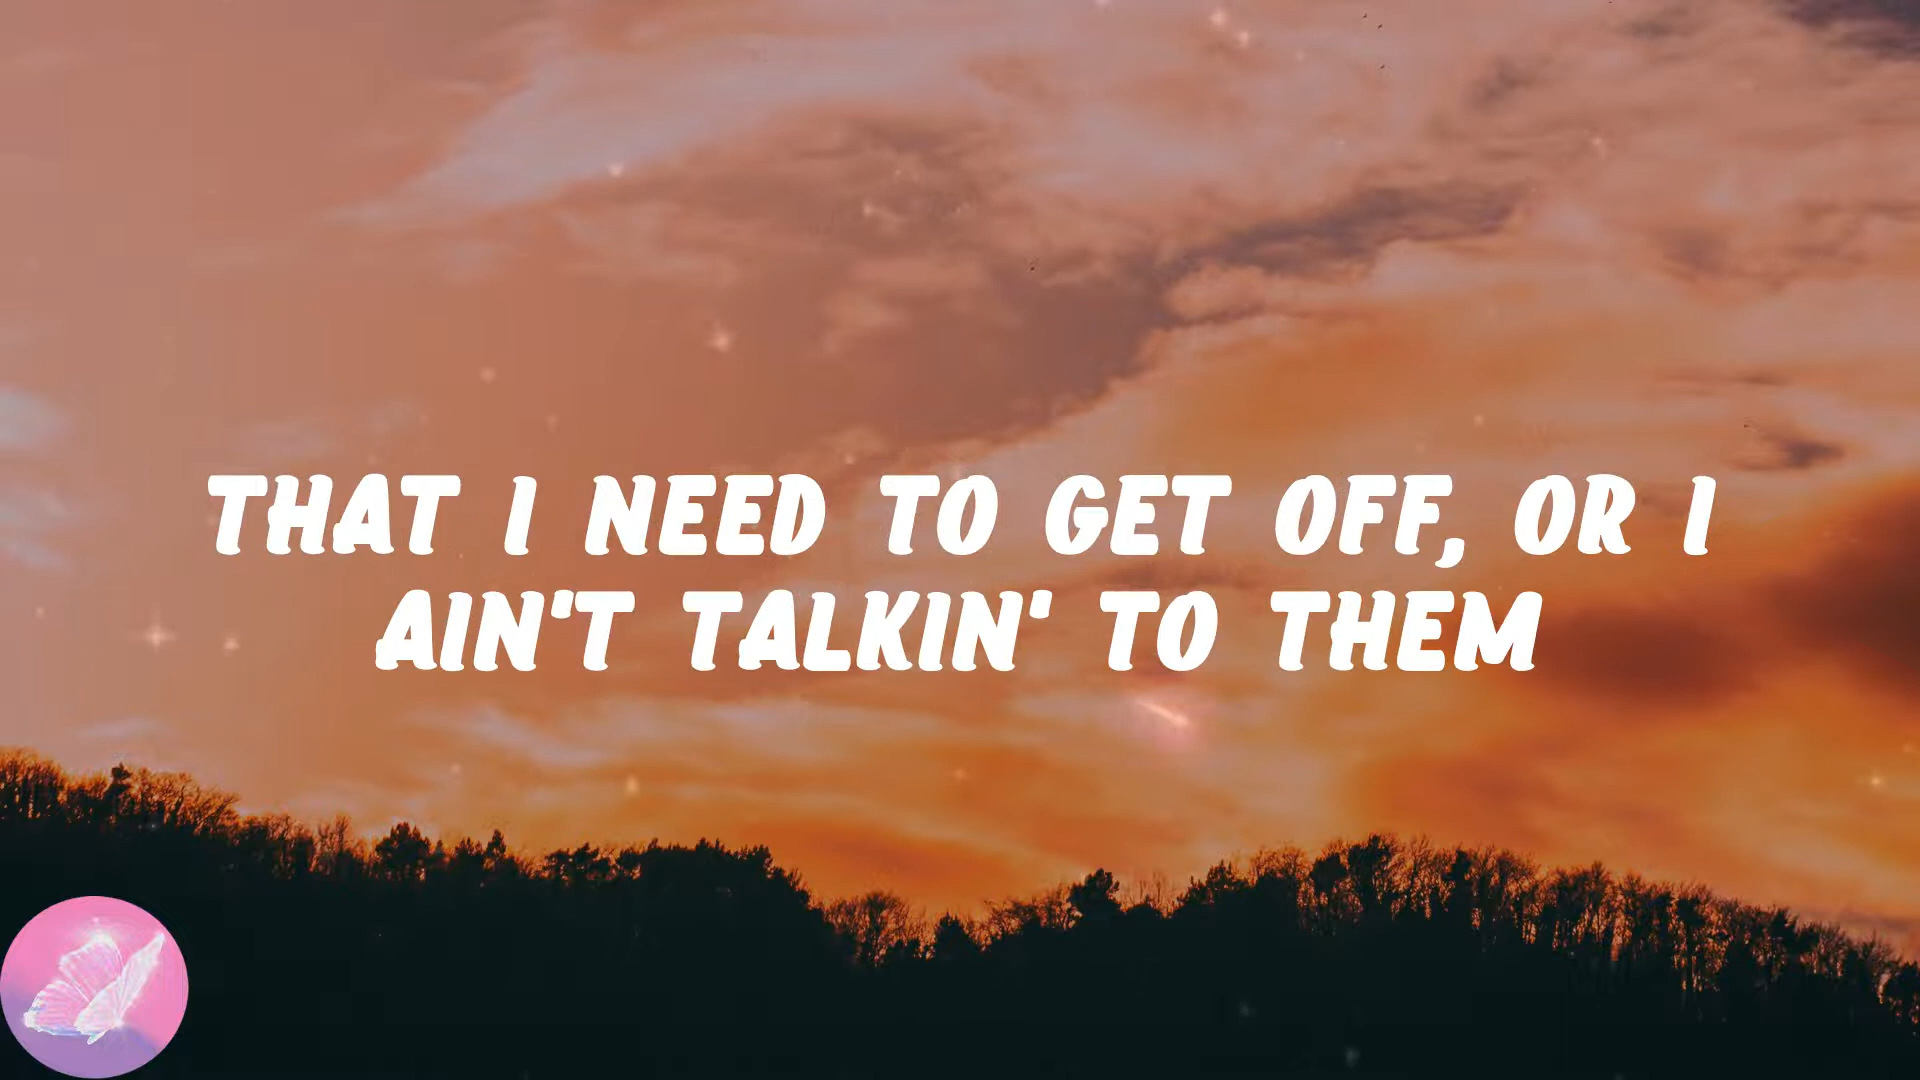 THAT I NEED TO GET OFF, OR I
AIN'T TALKIN' TO THEM